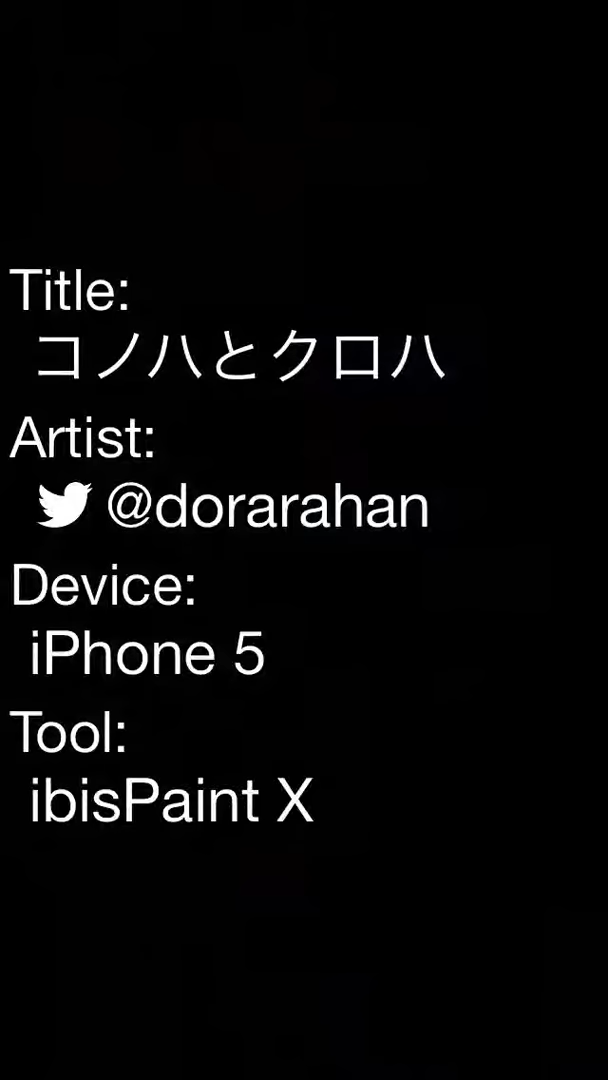 Title:
コノハとクロハ
Artist:
@dorarahan
Device:
iPhone 5
Tool:
ibisPaint X